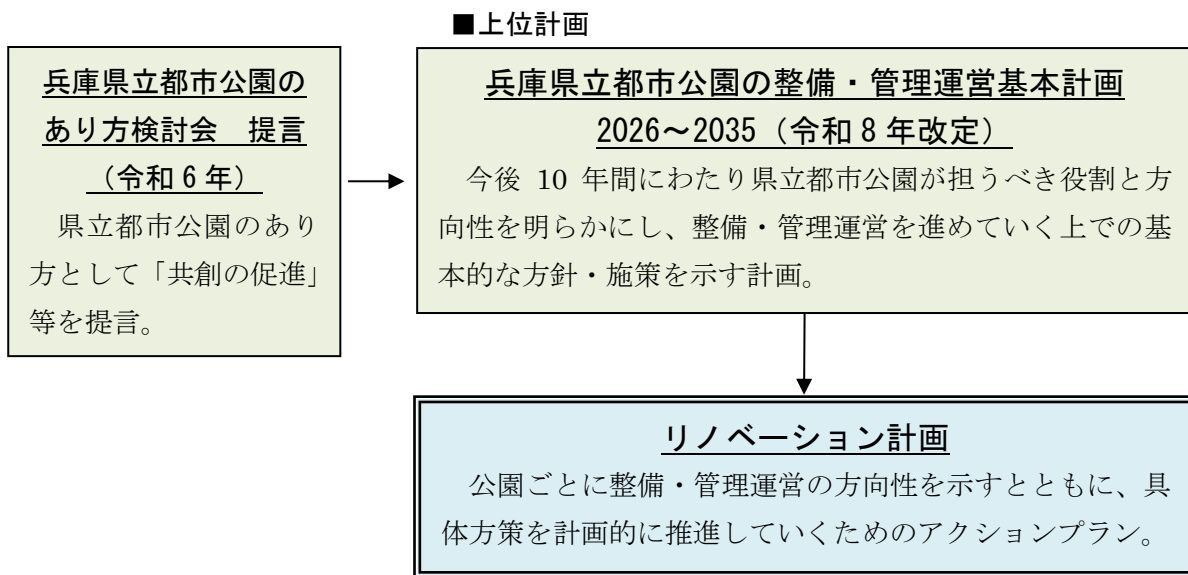 ■上位計画
兵庫県立都市公園の
あり方検討会　提言
（令和6年）
県立都市公園のあり
方として「共創の促進」
等を提言。
兵庫県立都市公園の整備・管理運営基本計画
2026～2035（令和8年改定）
今後 10 年間にわたり県立都市公園が担うべき役割と方
向性を明らかにし、整備・管理運営を進めていく上での基
本的な方針・施策を示す計画。
リノベーション計画
公園ごとに整備・管理運営の方向性を示すとともに、具
体方策を計画的に推進していくためのアクションプラン。